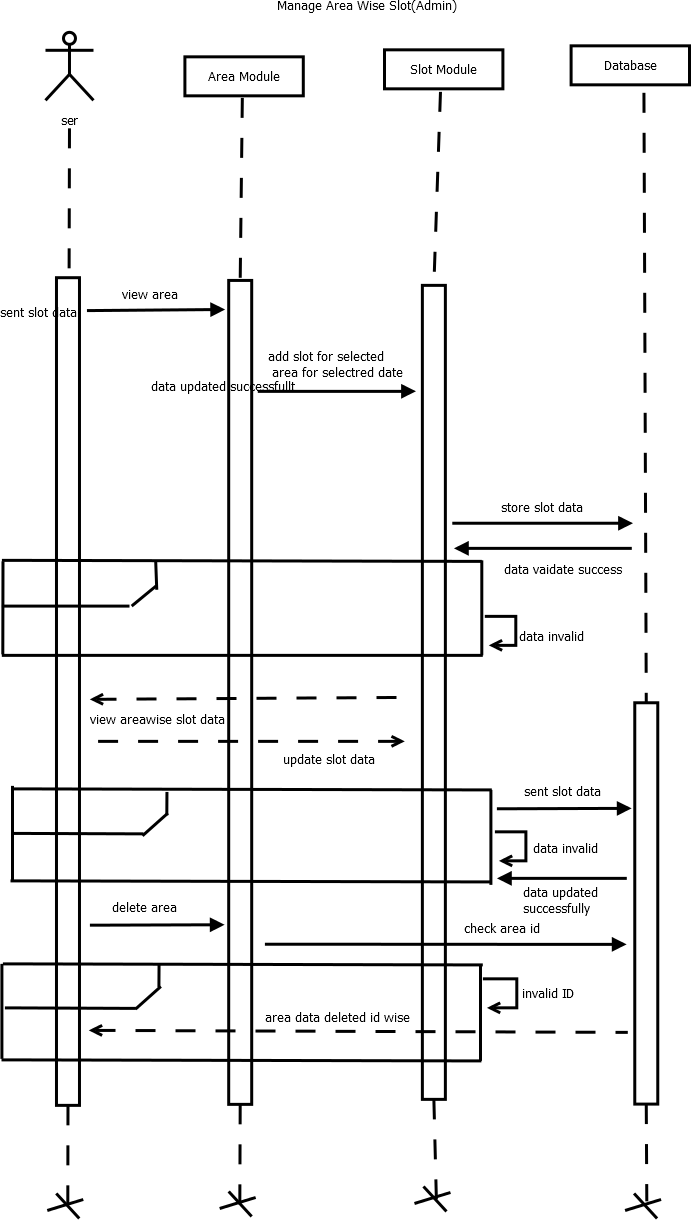 Manage Area Wise Slot(Admin)
Area Module
Slot Module
Database
ser
view area
sent slot data
add slot for selected
area for selectred date
data updated successfullt
store slot data
data vaidate success
data invalid
view areawise slot data
update slot data
sent slot data
data invalid
data updated
successfully
delete area
check area id
invalid ID
area data deleted id wise